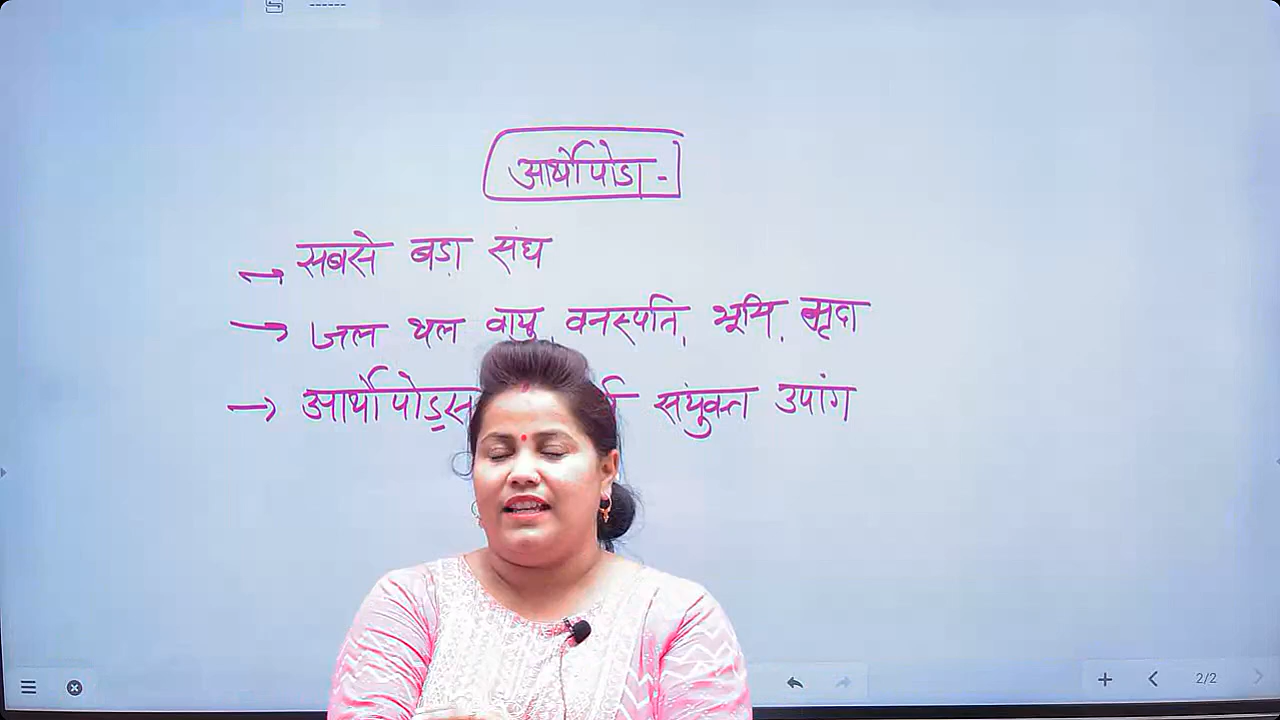 आर्थोपोडा -
→ सबसे बड़ा संघ
→ जल थल वायु, वनस्पति, भूमि, मृदा
→ आर्थोपोड्स संयुक्त उपांग
2/2